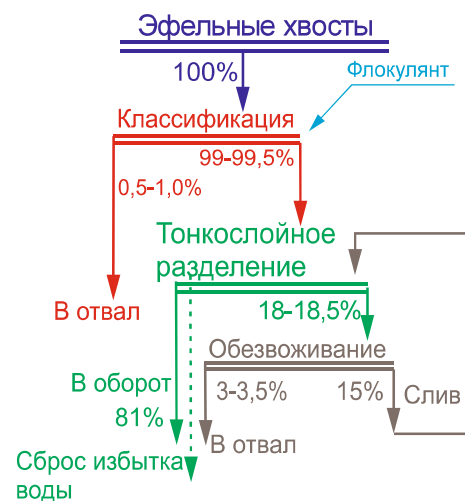 Эфельные хвосты
100%
Флокулянт
Классификация
99-99,5%
0,5-1,0%
Тонкослойное
разделение
В отвал
18-18,5%
Обезвоживание
В оборот
81%
3-3,5%
15%
Слив
В отвал
Сброс избытка
воды